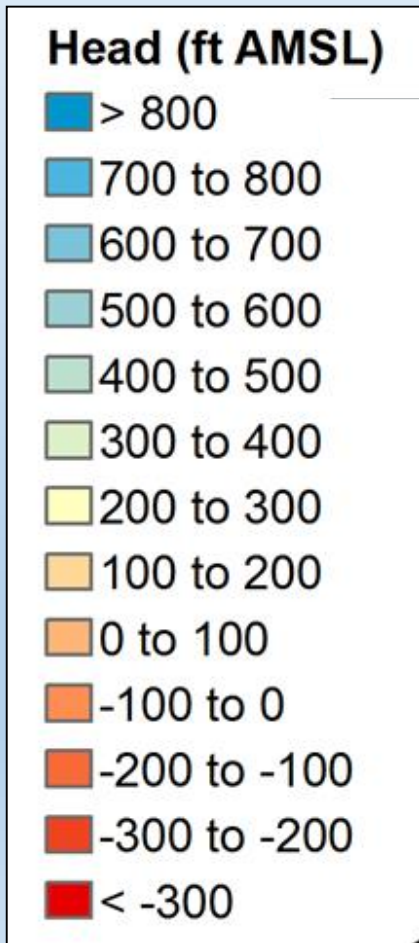 Head (ft AMSL)
> 800
700 to 800
600 to 700
500 to 600
400 to 500
300 to 400
200 to 300
100 to 200
0 to 100
-100 to 0
-200 to -100
-300 to -200
< -300